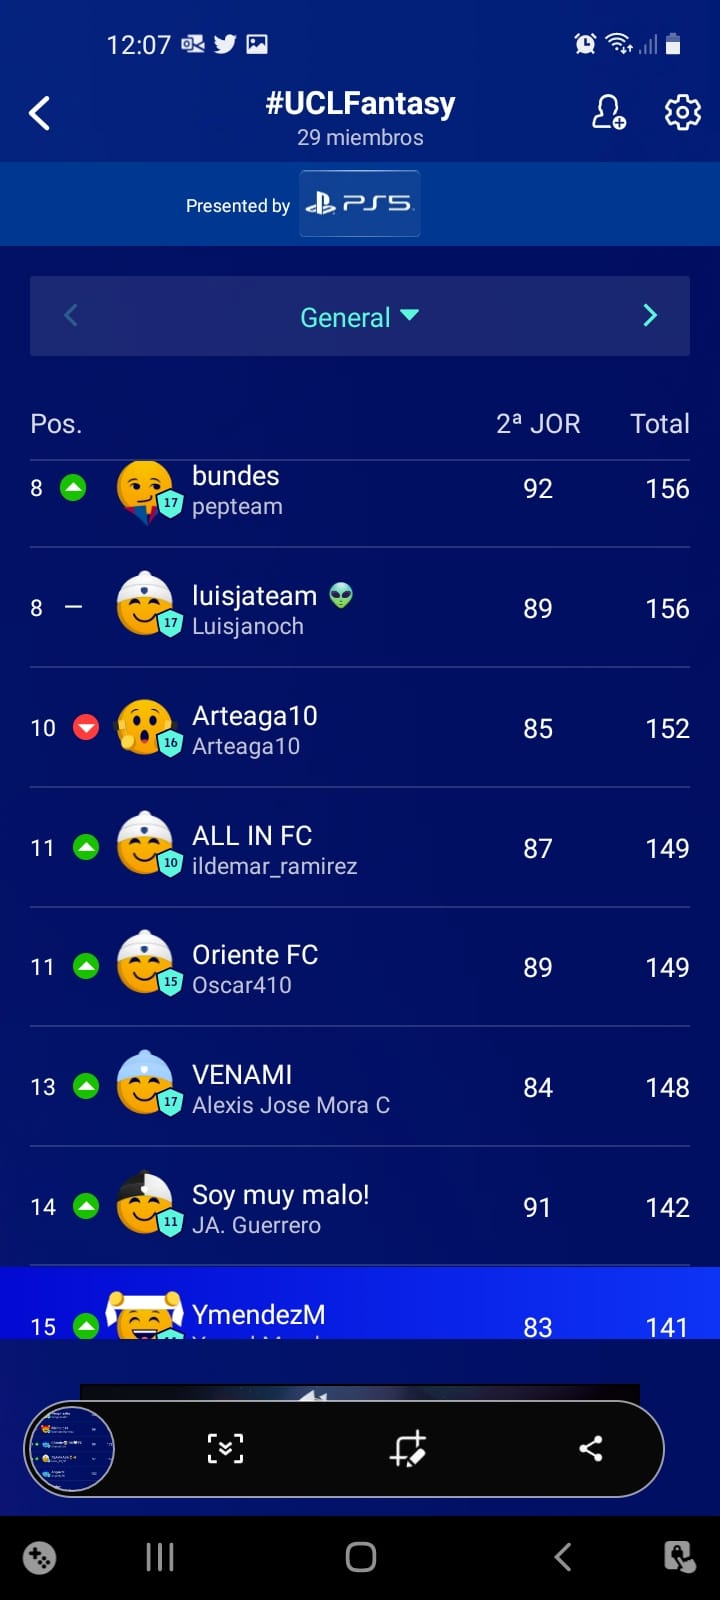 12:07
#UCLFantasy
29 miembros
Presented by PS5
General
Pos. 2ª JOR Total
8 bundes 92 156
17 pepteam
8 luisjateam 👽 89 156
17 Luisjanoch
10 Arteaga10 85 152
16 Arteaga10
11 ALL IN FC 87 149
10 ildemar_ramirez
11 Oriente FC 89 149
15 Oscar410
13 VENAMI 84 148
17 Alexis Jose Mora C
14 Soy muy malo! 91 142
11 JA. Guerrero
15 YmendezM 83 141